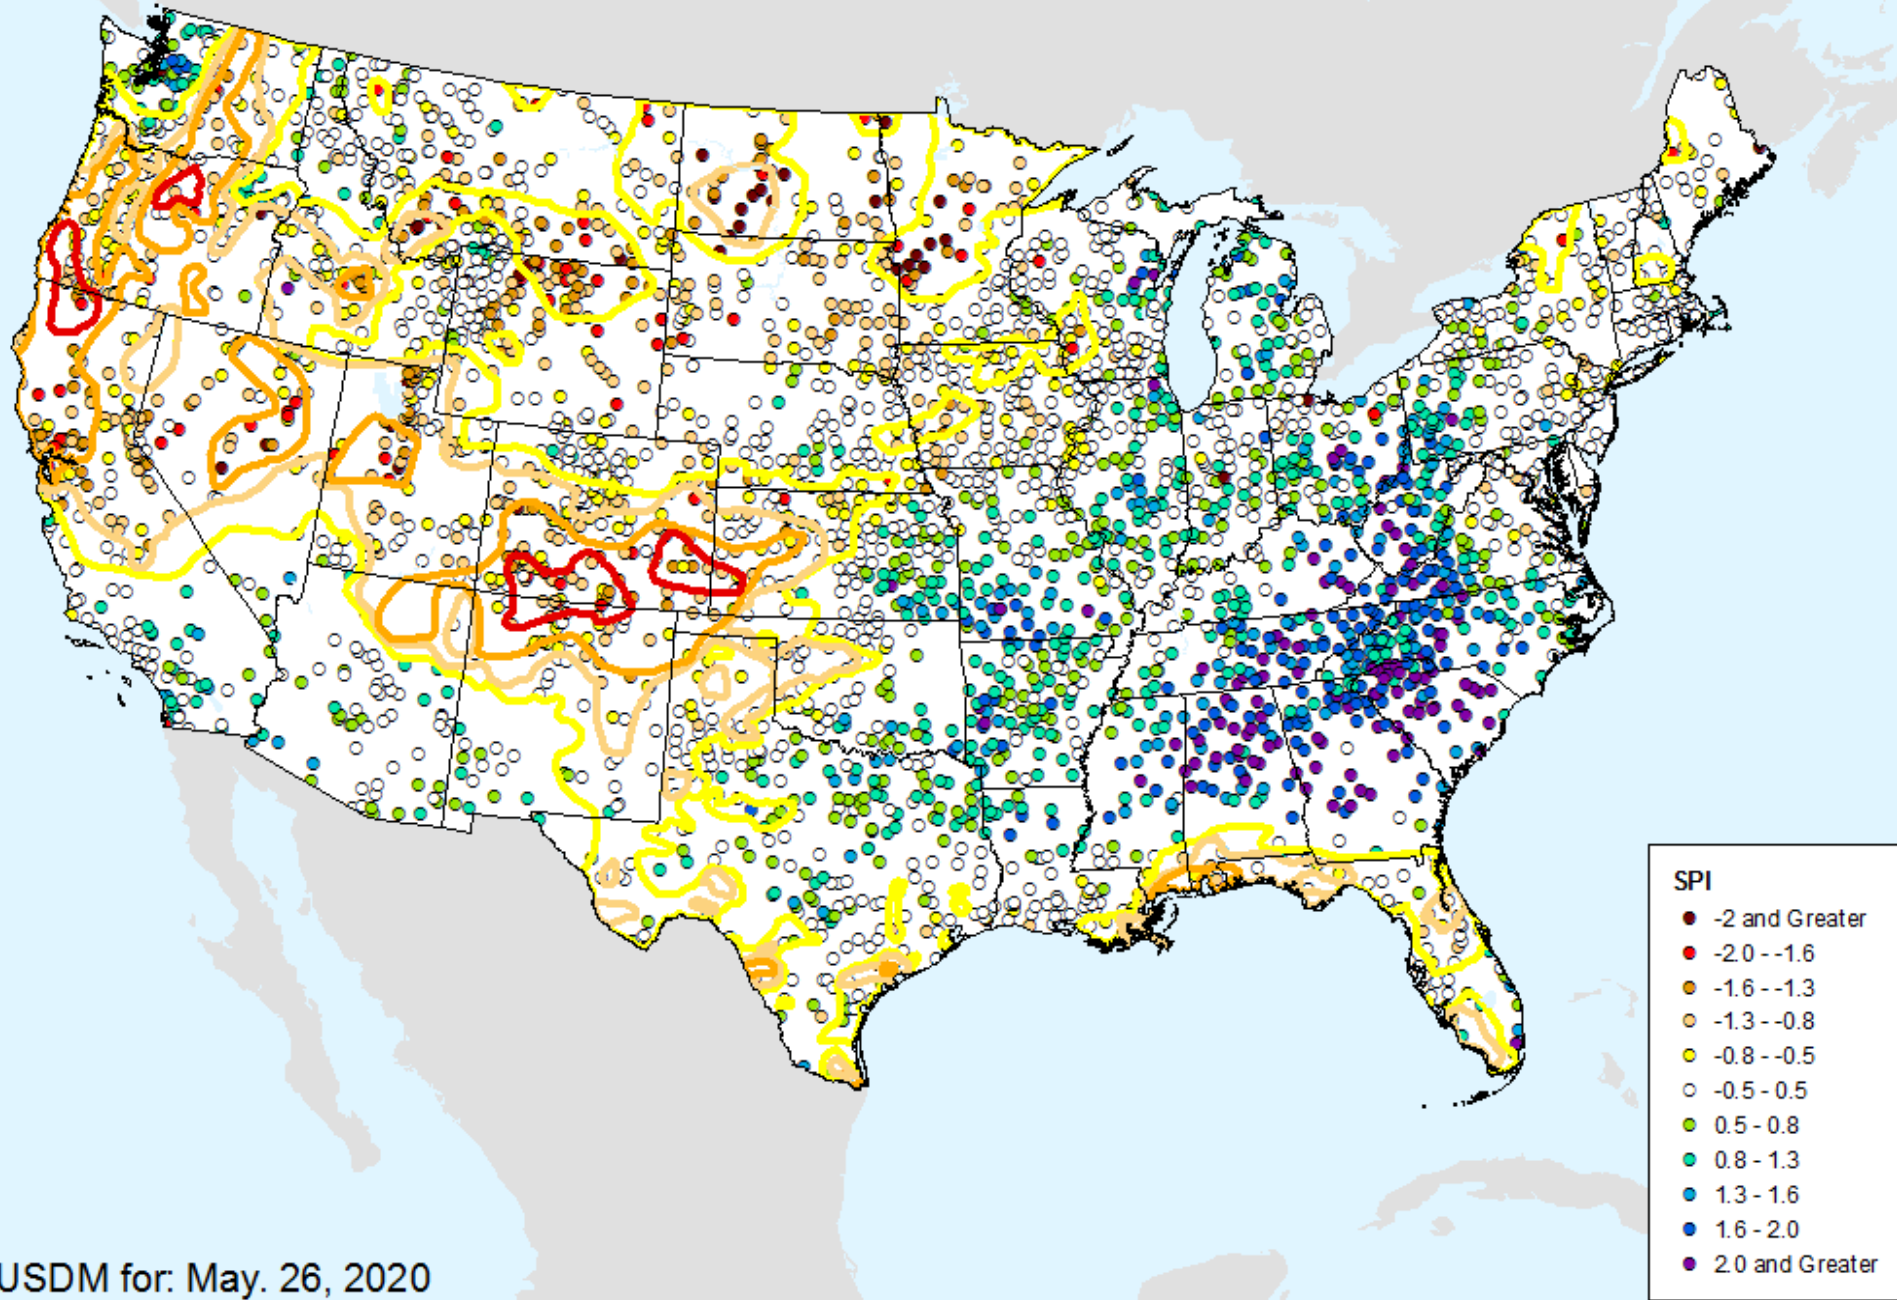 SPI
-2 and Greater
-2.0 - -1.6
-1.6 - -1.3
-1.3 - -0.8
-0.8 - -0.5
-0.5 - 0.5
0.5 - 0.8
0.8 - 1.3
1.3 - 1.6
1.6 - 2.0
2.0 and Greater
USDM for: May. 26, 2020